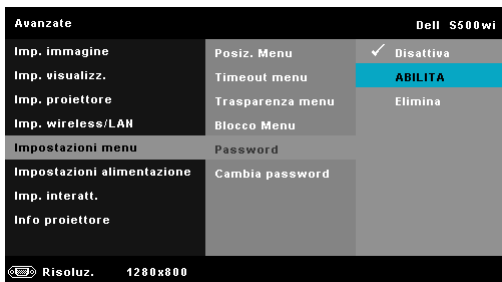 Avanzate Dell S500wi
Imp. immagine Posiz. Menu Disattiva
Imp. visualizz. Timeout menu ABILITA
Imp. proiettore Trasparenza menu Elimina
Imp. wireless/LAN Blocco Menu
Impostazioni menu Password
Impostazioni alimentazione Cambia password
Imp. interatt.
Info proiettore
Risoluz. 1280x800